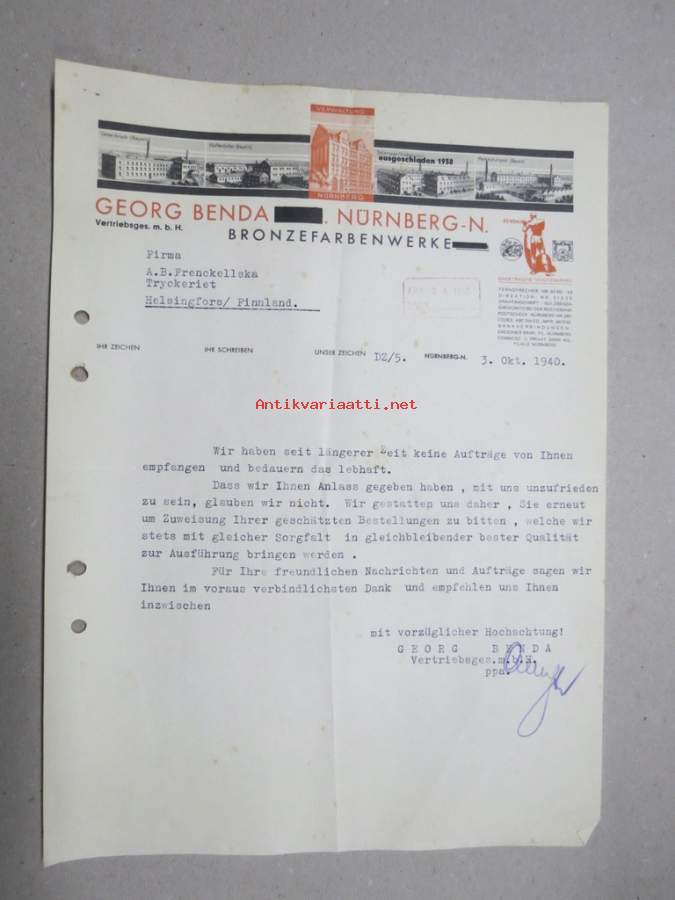 VERWALTUNG
ausgeschieden 1938
NÜRNBERG
GEORG BENDA . NÜRNBERG-N.
Vertriebsges. m. b. H.
BRONZEFARBENWERKE
Firma
A.B.Frenckellska
Tryckeriet
Helsingfors/ Finnland.
IHR ZEICHEN IHR SCHREIBEN UNSER ZEICHEN DZ/5. NÜRNBERG-N. 3. Okt. 1940.
Antikvariaatti.net
Wir haben seit längerer Zeit keine Aufträge von Ihnen
empfangen und bedauern das lebhaft.
Dass wir Ihnen Anlass gegeben haben , mit uns unzufrieden
zu sein, glauben wir nicht. Wir gestatten uns daher , Sie erneut
um Zuweisung Ihrer geschätzten Bestellungen zu bitten , welche wir
stets mit gleicher Sorgfalt in gleichbleibender bester Qualität
zur Ausführung bringen werden .
Für Ihre freundlichen Nachrichten und Aufträge sagen wir
Ihnen im voraus verbindlichsten Dank und empfehlen uns Ihnen
inzwischen
mit vorzüglicher Hochachtung!
GEORG BENDA
Vertriebsges.m.b.H.
ppa.